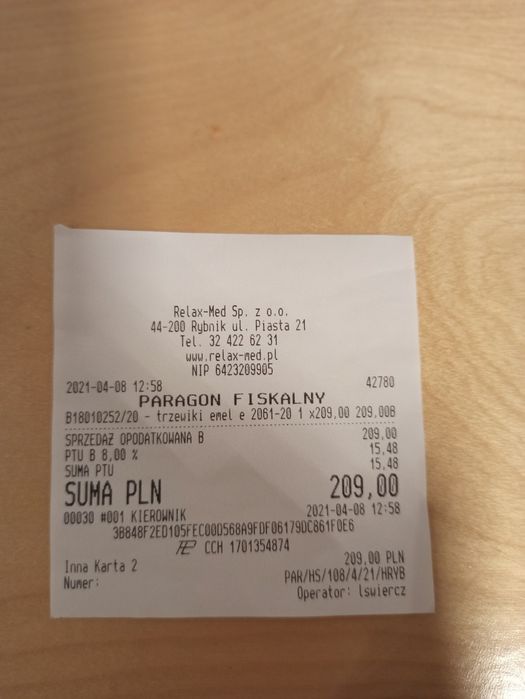 Relax-Med Sp. z o.o.
44-200 Rybnik ul. Piasta 21
Tel. 32 422 62 31
www.relax-med.pl
NIP 6423209905
2021-04-08 12:58 42780
PARAGON FISKALNY
B18010252/20 - trzewiki emel e 2061-20 1 x209,00 209,00B
SPRZEDAŻ OPODATKOWANA B 209,00
PTU B 8,00 % 15,48
SUMA PTU 15,48
SUMA PLN 209,00
00030 #001 KIEROWNIK 2021-04-08 12:58
3B848F2ED105FEC00D568A9FDF06179DC861F0E6
CCH 1701354874
Inna Karta 2 209,00 PLN
Numer: PAR/HS/108/4/21/HRYB
Operator: lswiercz